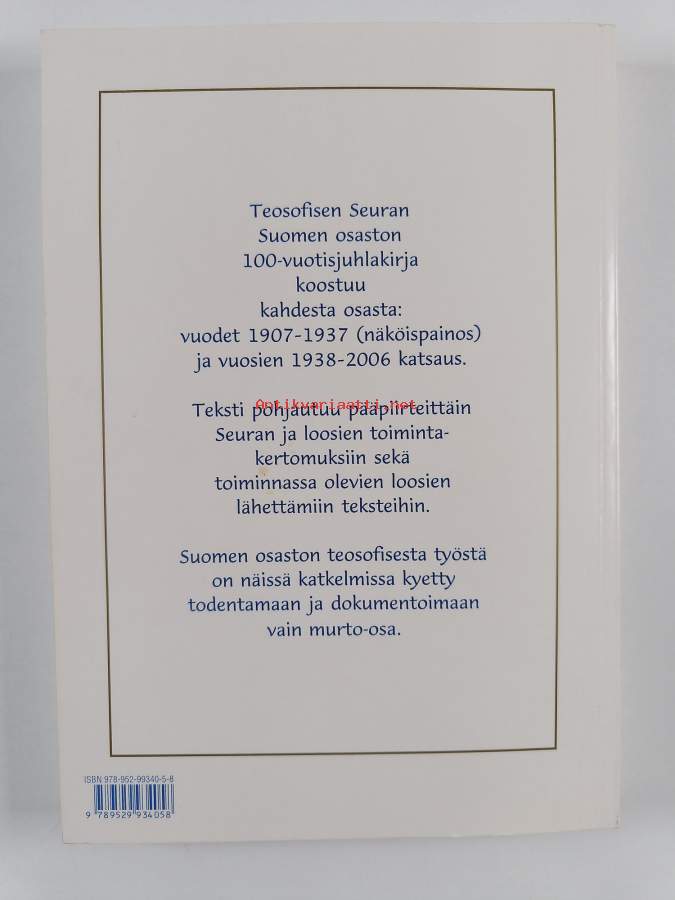 Teosofisen Seuran
Suomen osaston
100-vuotisjuhlakirja
koostuu
kahdesta osasta:
vuodet 1907-1937 (näköispainos)
ja vuosien 1938-2006 katsaus.
Antikvariaatti.net
Teksti pohjautuu pääpiirteittäin
Seuran ja loosien toiminta-
kertomuksiin sekä
toiminnassa olevien loosien
lähettämiin teksteihin.
Suomen osaston teosofisesta työstä
on näissä katkelmissa kyetty
todentamaan ja dokumentoimaan
vain murto-osa.
ISBN 978-952-99340-5-8
9 789529 934058